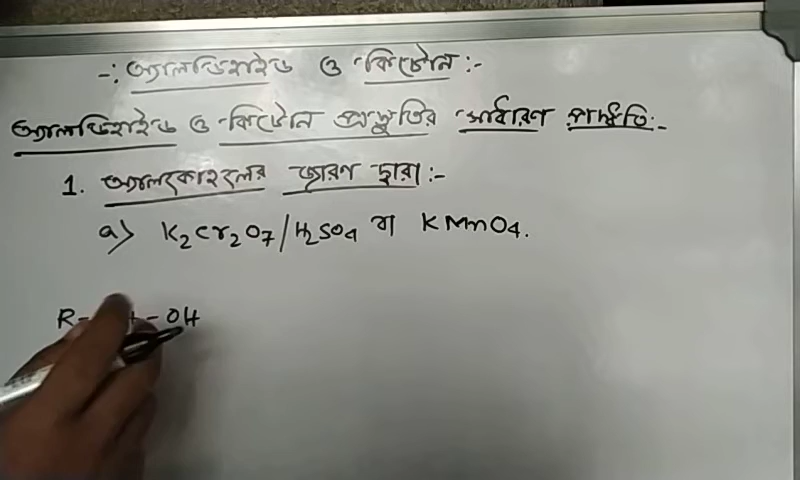 -: অ্যালডিহাইড ও কিটোন :-
অ্যালডিহাইড ও কিটোন প্রস্তুতির সাধারণ পদ্ধতি :-
1. অ্যালকোহলের জারণ দ্বারা :-
a> K₂Cr₂O₇/H₂SO₄ বা KMnO₄.
R- - OH